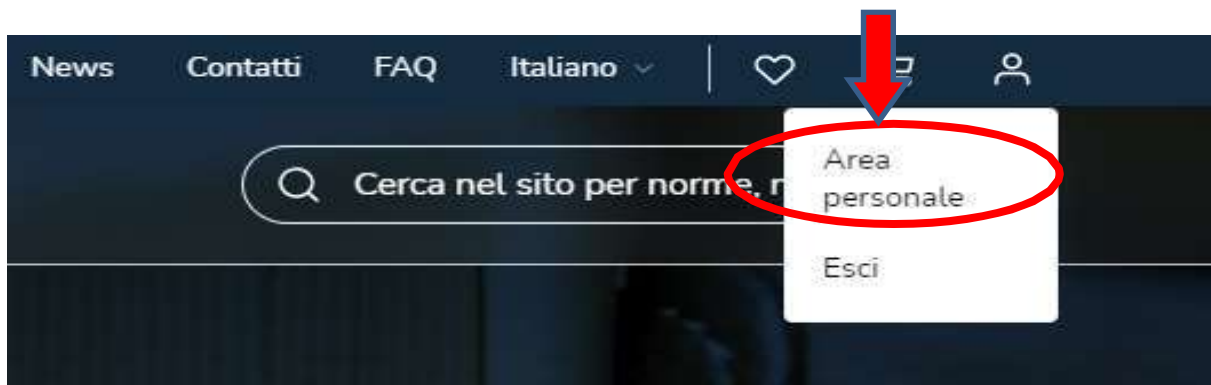 News Contatti FAQ Italiano
Cerca nel sito per norme,
Area
personale
Esci